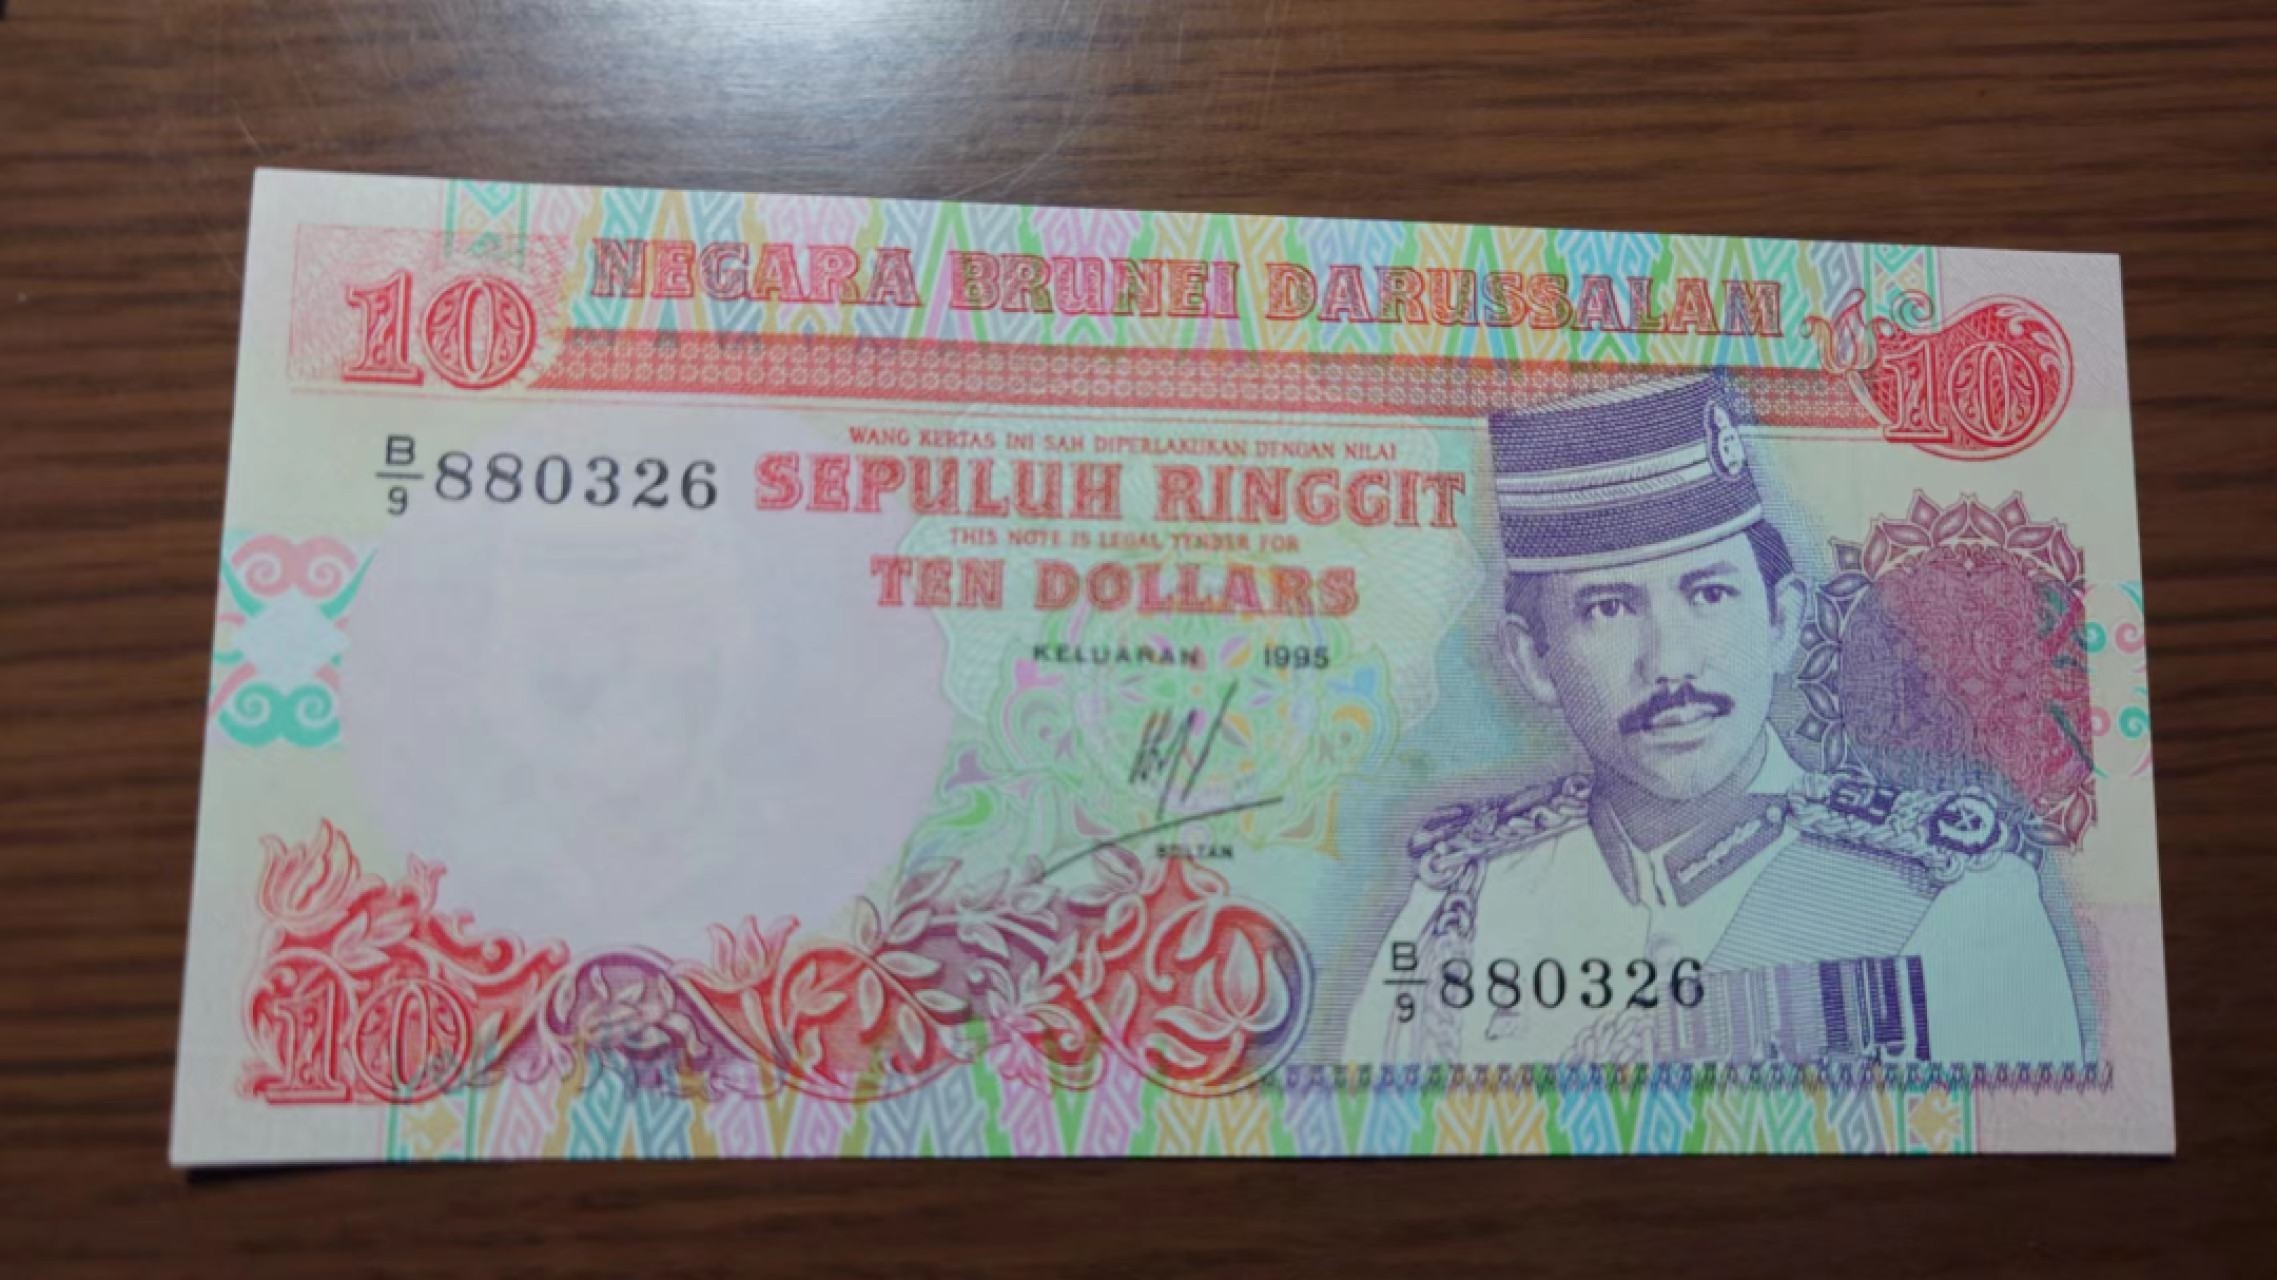 10 NEGARA BRUNEI DARUSSALAM 10
B/9 880326
WANG KERTAS INI SAH DIPERLAKUKAN DENGAN NILAI
SEPULUH RINGGIT
THIS NOTE IS LEGAL TENDER FOR
TEN DOLLARS
KELUARAN 1995
SULTAN
B/9 880326
10